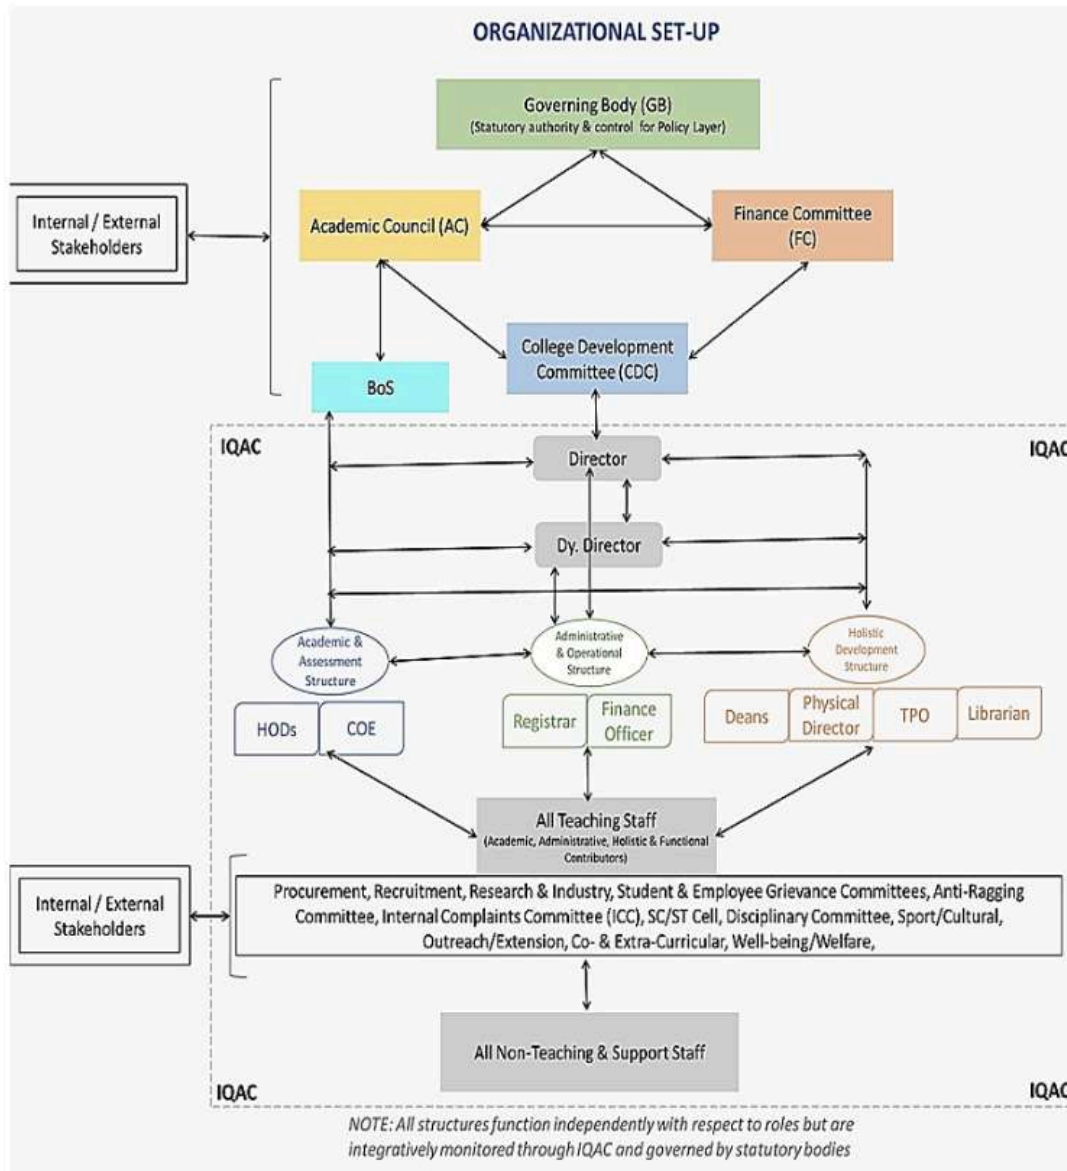 ORGANIZATIONAL SET-UP
Governing Body (GB)
(Statutory authority & control for Policy Layer)
Internal / External
Stakeholders
Academic Council (AC)
Finance Committee
(FC)
College Development
Committee (CDC)
BoS
IQAC
IQAC
Director
Dy. Director
Academic &
Assessment
Structure
Administrative
& Operational
Structure
Holistic
Development
Structure
HODs
COE
Registrar
Finance
Officer
Deans
Physical
Director
TPO
Librarian
All Teaching Staff
(Academic, Administrative, Holistic & Functional
Contributors)
Internal / External
Stakeholders
Procurement, Recruitment, Research & Industry, Student & Employee Grievance Committees, Anti-Ragging
Committee, Internal Complaints Committee (ICC), SC/ST Cell, Disciplinary Committee, Sport/Cultural,
Outreach/Extension, Co- & Extra-Curricular, Well-being/Welfare,
All Non-Teaching & Support Staff
IQAC
IQAC
NOTE: All structures function independently with respect to roles but are
integratively monitored through IQAC and governed by statutory bodies